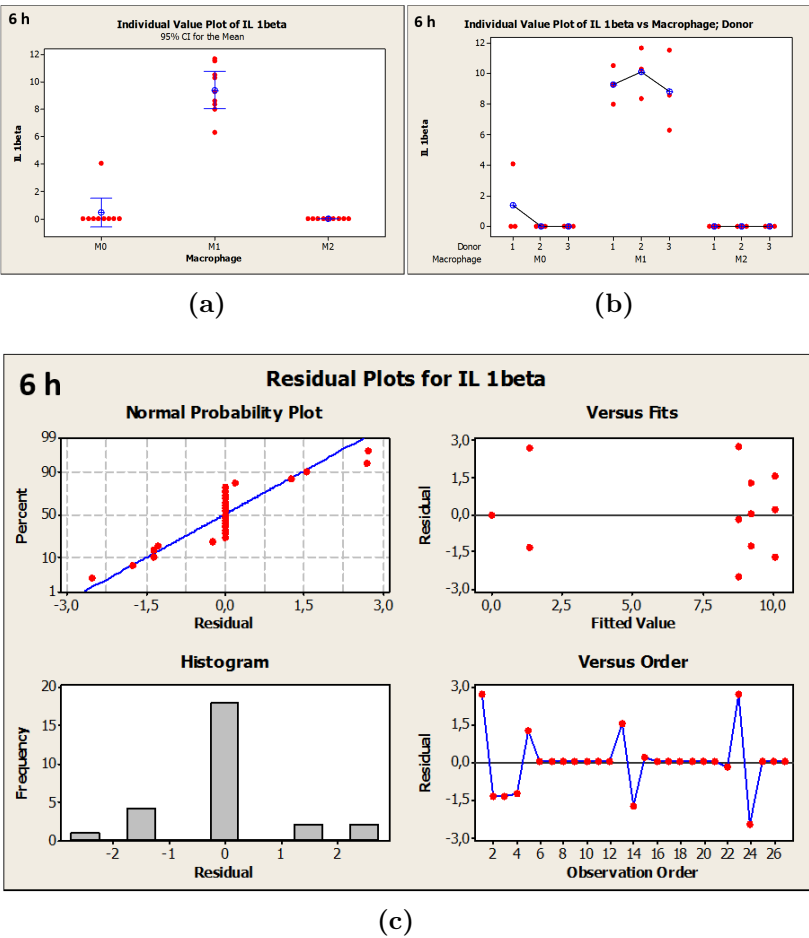 6 h
Individual Value Plot of IL 1beta
95% CI for the Mean
IL 1beta
12
10
8
6
4
2
0
M0 M1 M2
Macrophage
(a)
6 h
Individual Value Plot of IL 1beta vs Macrophage; Donor
IL 1beta
12
10
8
6
4
2
0
Donor 1 2 3 1 2 3 1 2 3
Macrophage M0 M1 M2
(b)
6 h
Residual Plots for IL 1beta
Normal Probability Plot
Percent
99
90
50
10
1
-3,0 -1,5 0,0 1,5 3,0
Residual
Versus Fits
Residual
3,0
1,5
0,0
-1,5
-3,0
0,0 2,5 5,0 7,5 10,0
Fitted Value
Histogram
Frequency
20
15
10
5
0
-2 -1 0 1 2
Residual
Versus Order
Residual
3,0
1,5
0,0
-1,5
-3,0
2 4 6 8 10 12 14 16 18 20 22 24 26
Observation Order
(c)